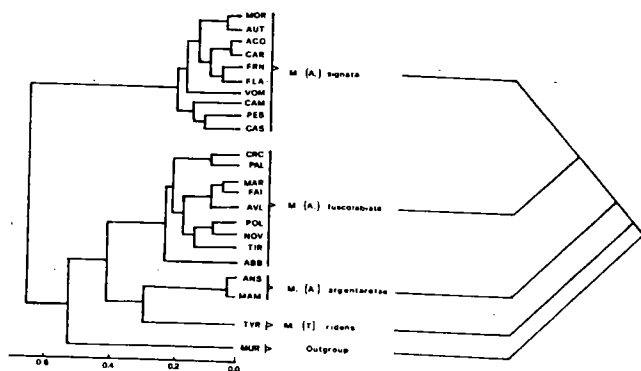 MOR
AUT
ACQ
CAR
FRN
FLA
VOM
CAM
PES
CAS
M. (A.) signata
CRC
PAL
MAR
FAI
AVL
POL
NOV
TIR
ABB
M. (A.) fuscolabiata
ANS
MAM
M. (A) argentarolae
TYR
M. (T) ridens
MUR
Outgroup
0.6 0.4 0.2 0.0